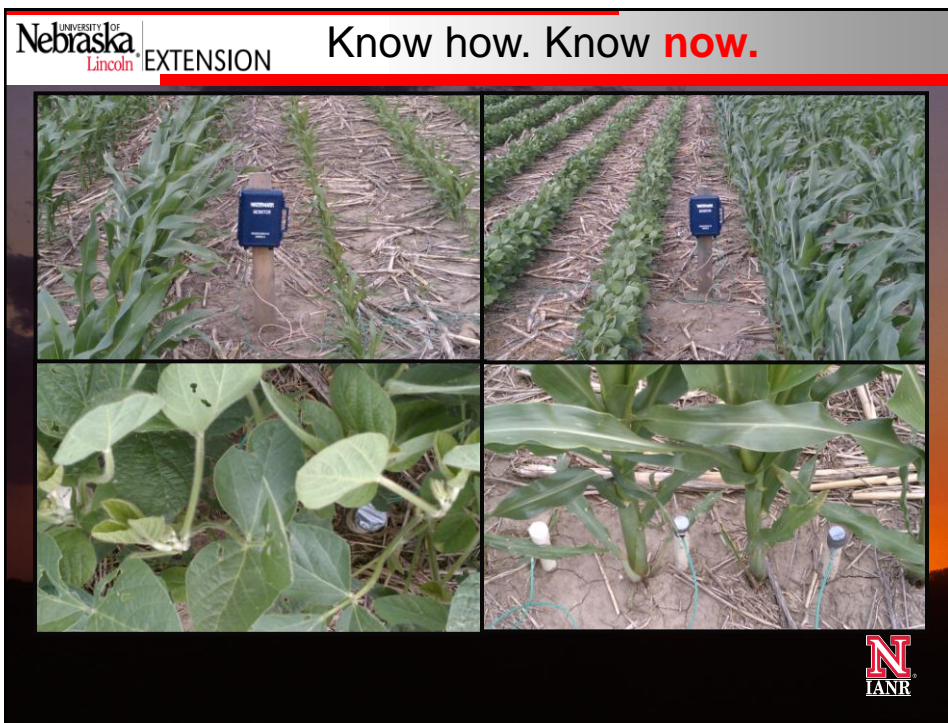 UNIVERSITY OF
Nebraska
Lincoln
EXTENSION
Know how. Know now.
WATERMARK
MONITOR
WATERMARK
MONITOR
N
IANR